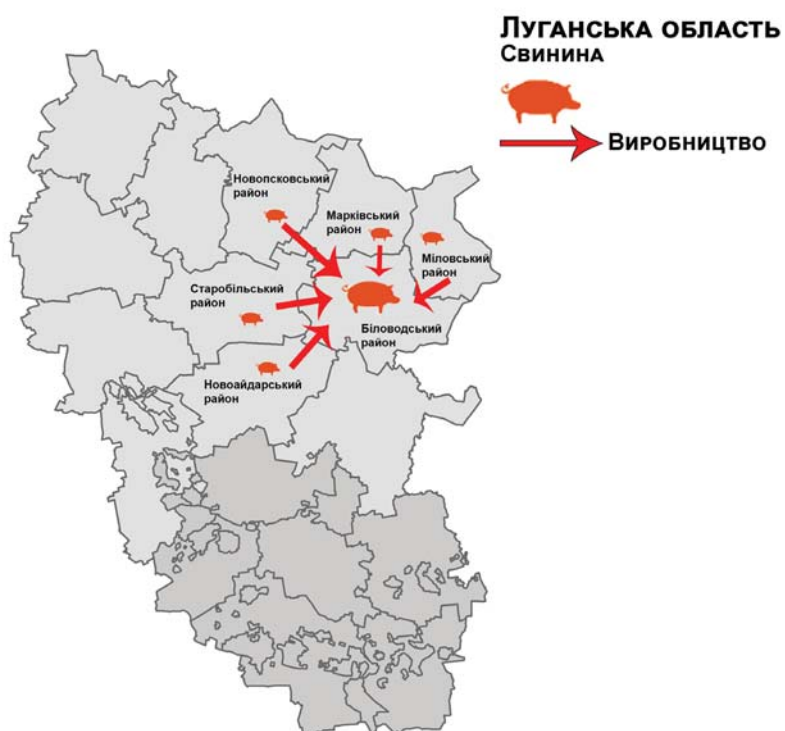 ЛУГАНСЬКА ОБЛАСТЬ
СВИНИНА
ВИРОБНИЦТВО
Новопсковський
район
Марківський
район
Міловський
район
Старобільський
район
Біловодський
район
Новоайдарський
район